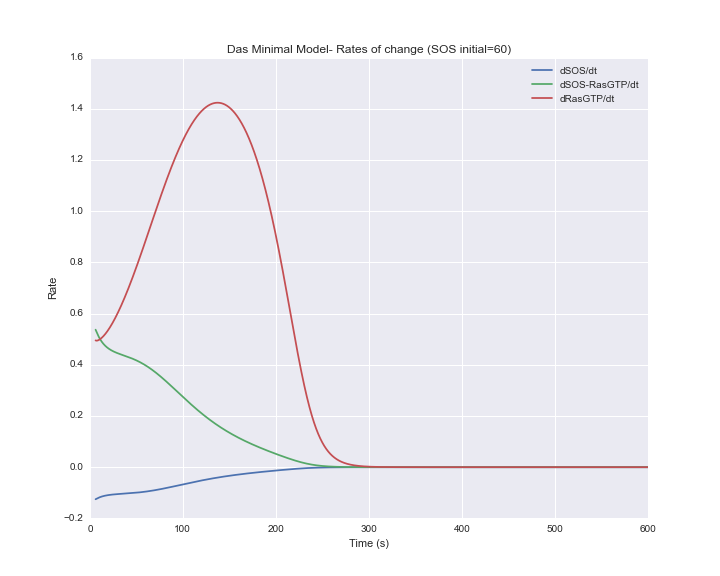 Das Minimal Model- Rates of change (SOS initial=60)
1.6
1.4
1.2
1.0
0.8
0.6
0.4
0.2
0.0
−0.2
Rate
dSOS/dt
dSOS-RasGTP/dt
dRasGTP/dt
0 100 200 300 400 500 600
Time (s)